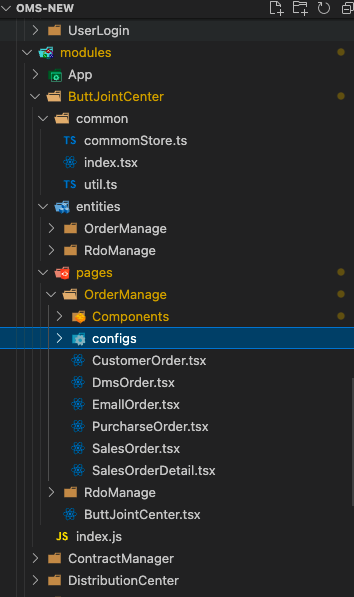 OMS-NEW
UserLogin
modules
App
ButtJointCenter
common
TS commomStore.ts
index.tsx
TS util.ts
entities
OrderManage
RdoManage
pages
OrderManage
Components
configs
CustomerOrder.tsx
DmsOrder.tsx
EmallOrder.tsx
PurcharseOrder.tsx
SalesOrder.tsx
SalesOrderDetail.tsx
RdoManage
ButtJointCenter.tsx
JS index.js
ContractManager
DistributionCenter